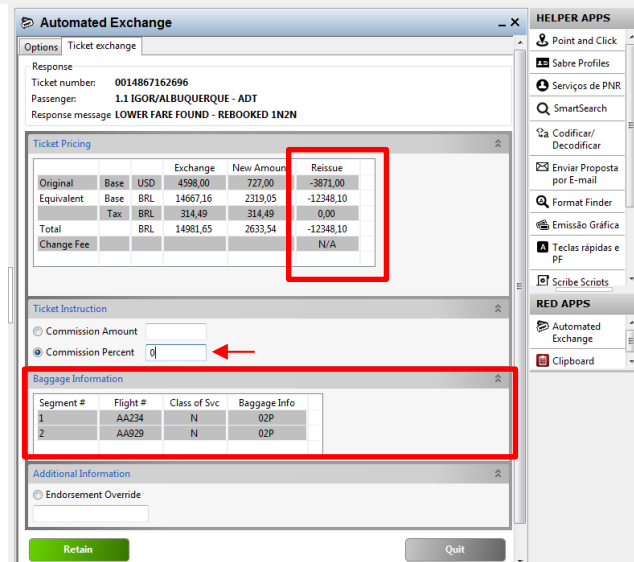 Automated Exchange
Options Ticket exchange
Response
Ticket number: 0014867162696
Passenger: 1.1 IGOR/ALBUQUERQUE - ADT
Response message LOWER FARE FOUND - REBOOKED 1N2N
Ticket Pricing
Exchange New Amoun Reissue
Original Base USD 4598,00 727,00 -3871,00
Equivalent Base BRL 14667,16 2319,05 -12348,10
Tax BRL 314,49 314,49 0,00
Total BRL 14981,65 2633,54 -12348,10
Change Fee N/A
Ticket Instruction
Commission Amount
Commission Percent 0
Baggage Information
Segment # Flight # Class of Svc Baggage Info
1 AA234 N 02P
2 AA929 N 02P
Additional Information
Endorsement Override
Retain Quit
HELPER APPS
Point and Click
Sabre Profiles
Serviços de PNR
SmartSearch
Codificar/
Decodificar
Enviar Proposta
por E-mail
Format Finder
Emissão Gráfica
Teclas rápidas e
PF
Scribe Scripts
RED APPS
Automated
Exchange
Clipboard